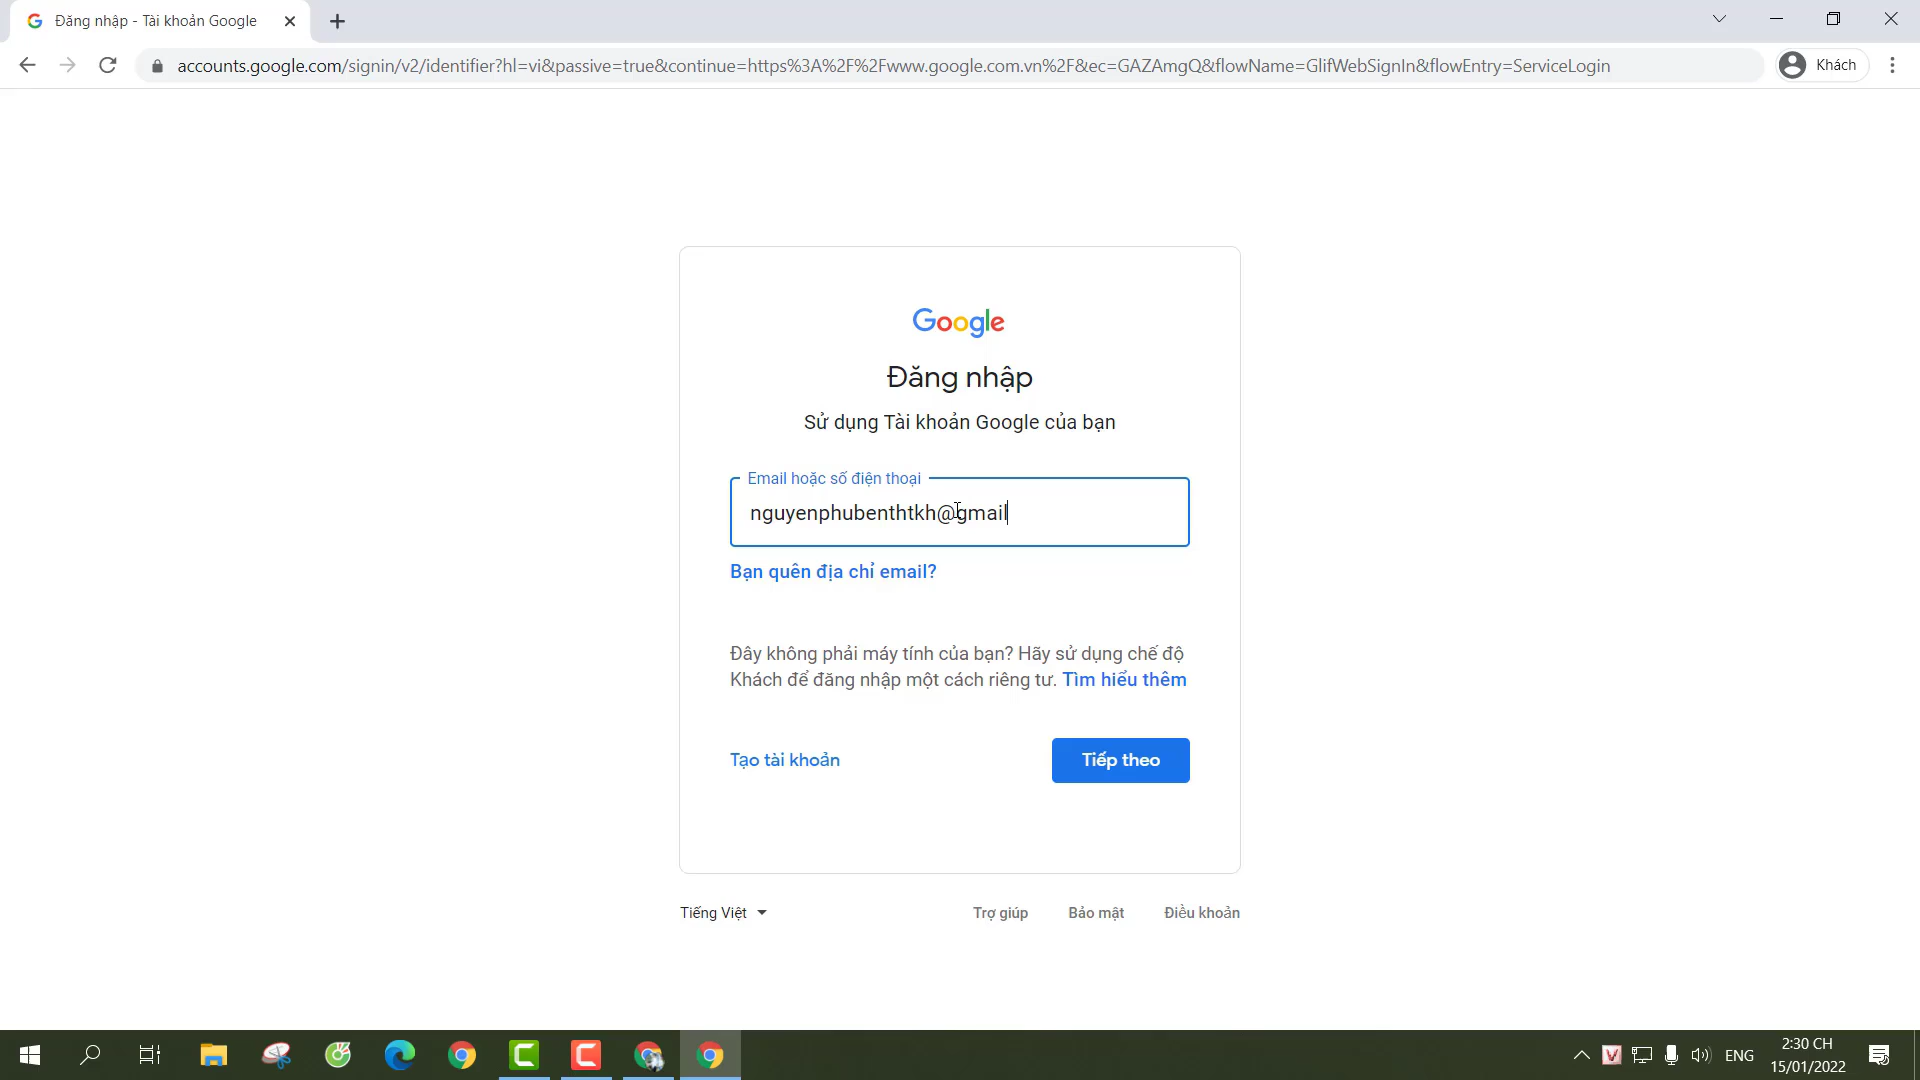 Đăng nhập - Tài khoản Google
accounts.google.com/signin/v2/identifier?hl=vi&passive=true&continue=https%3A%2F%2Fwww.google.com.vn%2F&ec=GAZAmgQ&flowName=GlifWebSignIn&flowEntry=ServiceLogin
Khách
Google
Đăng nhập
Sử dụng Tài khoản Google của bạn
Email hoặc số điện thoại
nguyenphubenthtkh@gmail
Bạn quên địa chỉ email?
Đây không phải máy tính của bạn? Hãy sử dụng chế độ
Khách để đăng nhập một cách riêng tư. Tìm hiểu thêm
Tạo tài khoản
Tiếp theo
Tiếng Việt
Trợ giúp
Bảo mật
Điều khoản
ENG
2:30 CH
15/01/2022